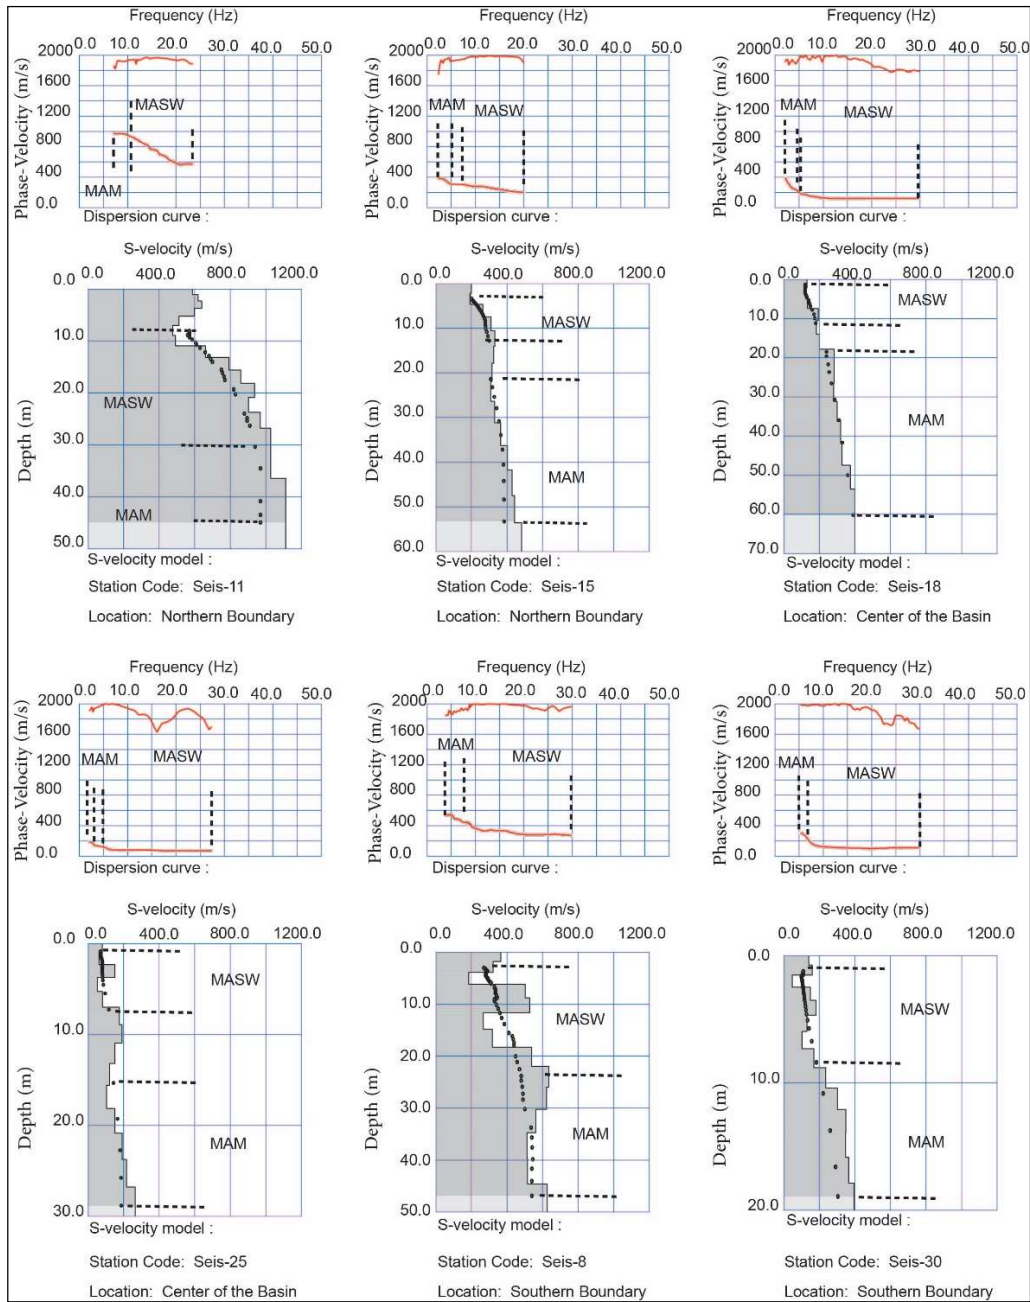 Frequency (Hz)
0.0 10.0 20.0 30.0 40.0 50.0
Phase-Velocity (m/s)
2000
1600
1200
800
400
0.0
MASW
MAM
Dispersion curve :
S-velocity (m/s)
0.0 400.0 800.0 1200.0
Depth (m)
0.0
10.0
20.0
30.0
40.0
50.0
MASW
MAM
S-velocity model :
Station Code: Seis-11
Location: Northern Boundary
Frequency (Hz)
0.0 10.0 20.0 30.0 40.0 50.0
Phase-Velocity (m/s)
2000
1600
1200
800
400
0.0
MAM
MASW
Dispersion curve :
S-velocity (m/s)
0.0 400.0 800.0 1200.0
Depth (m)
0.0
10.0
20.0
30.0
40.0
50.0
60.0
MASW
MAM
S-velocity model :
Station Code: Seis-15
Location: Northern Boundary
Frequency (Hz)
0.0 10.0 20.0 30.0 40.0 50.0
Phase-Velocity (m/s)
2000
1600
1200
800
400
0.0
MAM
MASW
Dispersion curve :
S-velocity (m/s)
0.0 400.0 800.0 1200.0
Depth (m)
0.0
10.0
20.0
30.0
40.0
50.0
60.0
70.0
MASW
MAM
S-velocity model :
Station Code: Seis-18
Location: Center of the Basin
Frequency (Hz)
0.0 10.0 20.0 30.0 40.0 50.0
Phase-Velocity (m/s)
2000
1600
1200
800
400
0.0
MAM
MASW
Dispersion curve :
S-velocity (m/s)
0.0 400.0 800.0 1200.0
Depth (m)
0.0
10.0
20.0
30.0
MASW
MAM
S-velocity model :
Station Code: Seis-25
Location: Center of the Basin
Frequency (Hz)
0.0 10.0 20.0 30.0 40.0 50.0
Phase-Velocity (m/s)
2000
1600
1200
800
400
0.0
MAM
MASW
Dispersion curve :
S-velocity (m/s)
0.0 400.0 800.0 1200.0
Depth (m)
0.0
10.0
20.0
30.0
40.0
50.0
MASW
MAM
S-velocity model :
Station Code: Seis-8
Location: Southern Boundary
Frequency (Hz)
0.0 10.0 20.0 30.0 40.0 50.0
Phase-Velocity (m/s)
2000
1600
1200
800
400
0.0
MAM
MASW
Dispersion curve :
S-velocity (m/s)
0.0 400.0 800.0 1200.0
Depth (m)
0.0
10.0
20.0
MASW
MAM
S-velocity model :
Station Code: Seis-30
Location: Southern Boundary